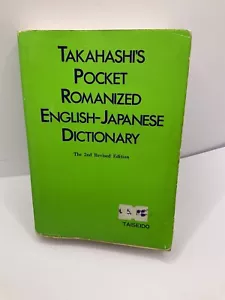 TAKAHASHI'S
POCKET
ROMANIZED
ENGLISH-JAPANESE
DICTIONARY
The 2nd Revised Edition
TAISEIDO